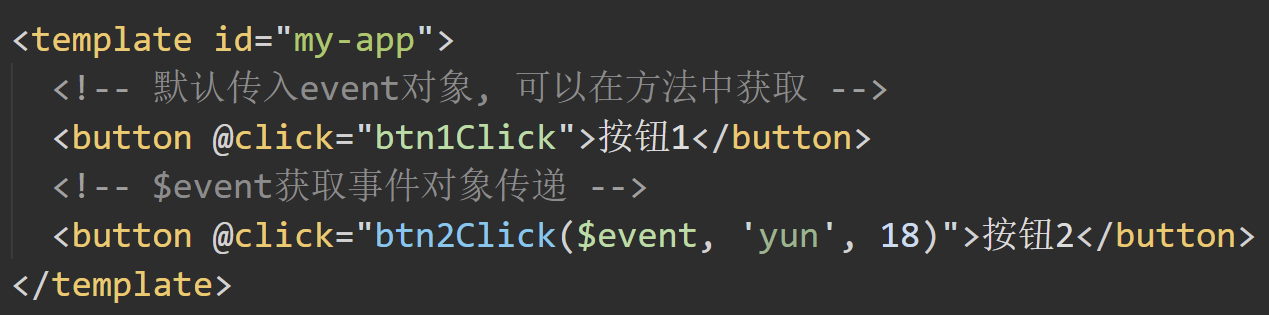 <template id="my-app">
<!-- 默认传入event对象, 可以在方法中获取 -->
<button @click="btn1Click">按钮1</button>
<!-- $event获取事件对象传递 -->
<button @click="btn2Click($event, 'yun', 18)">按钮2</button>
</template>